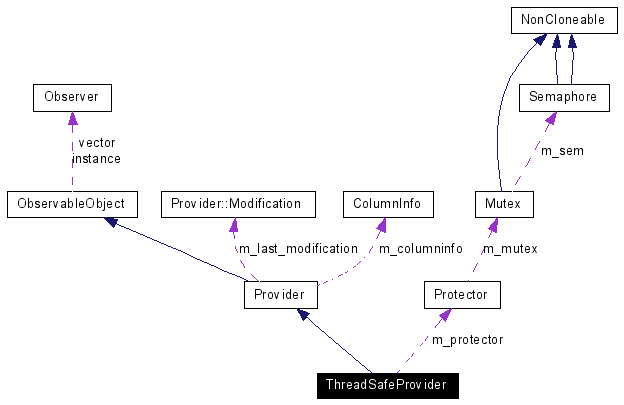 NonCloneable
Observer
Semaphore
vector
instance
m_sem
ObservableObject
Provider::Modification
ColumnInfo
Mutex
m_last_modification
m_columninfo
m_mutex
Provider
Protector
m_protector
ThreadSafeProvider